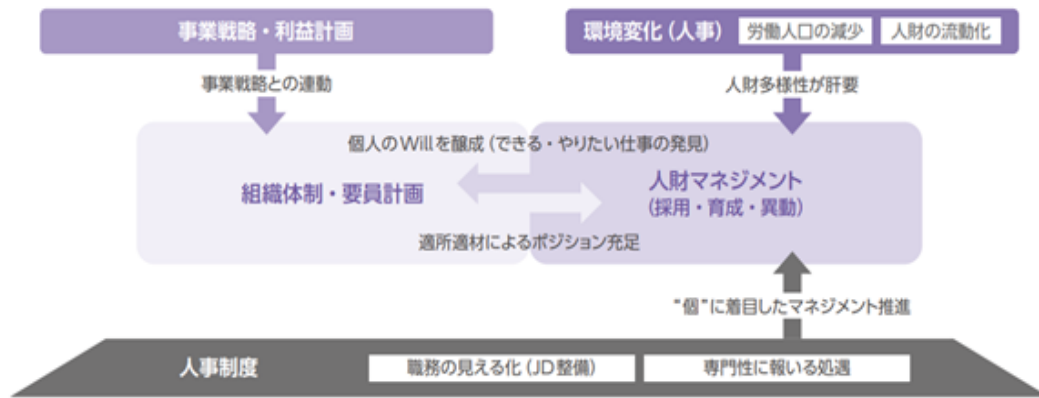 事業戦略・利益計画
環境変化(人事) 労働人口の減少 人財の流動化
事業戦略との連動
人財多様性が肝要
個人のWillを醸成(できる・やりたい仕事の発見)
組織体制・要員計画
人財マネジメント
(採用・育成・異動)
適所適材によるポジション充足
“個”に着目したマネジメント推進
人事制度 職務の見える化(JD整備) 専門性に報いる処遇